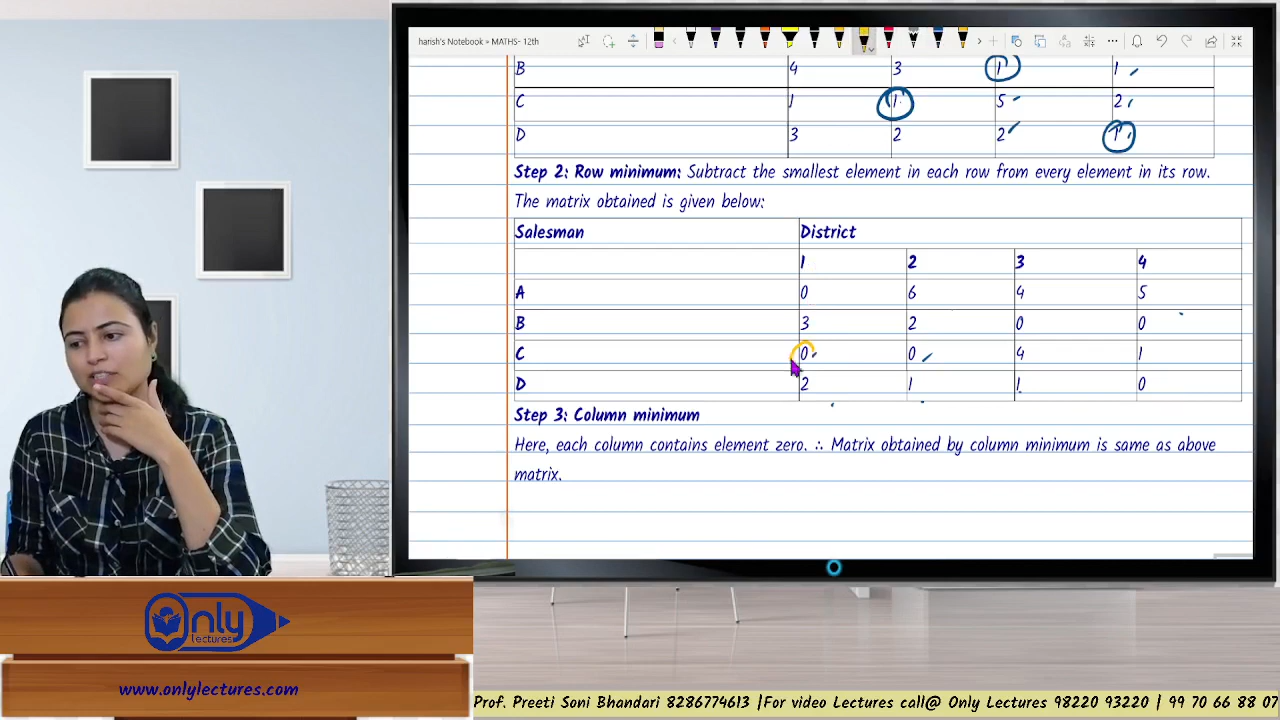 harish's Notebook » MATHS- 12th
B 4 3 1 1
C 1 1 5 2
D 3 2 2 1
Step 2: Row minimum: Subtract the smallest element in each row from every element in its row.
The matrix obtained is given below:
Salesman District
1 2 3 4
A 0 6 4 5
B 3 2 0 0
C 0 0 4 1
D 2 1 1 0
Step 3: Column minimum
Here, each column contains element zero. ∴ Matrix obtained by column minimum is same as above
matrix.
Only
lectures
www.onlylectures.com
Prof. Preeti Soni Bhandari 8286774613 |For video Lectures call@ Only Lectures 98220 93220 | 99 70 66 88 07